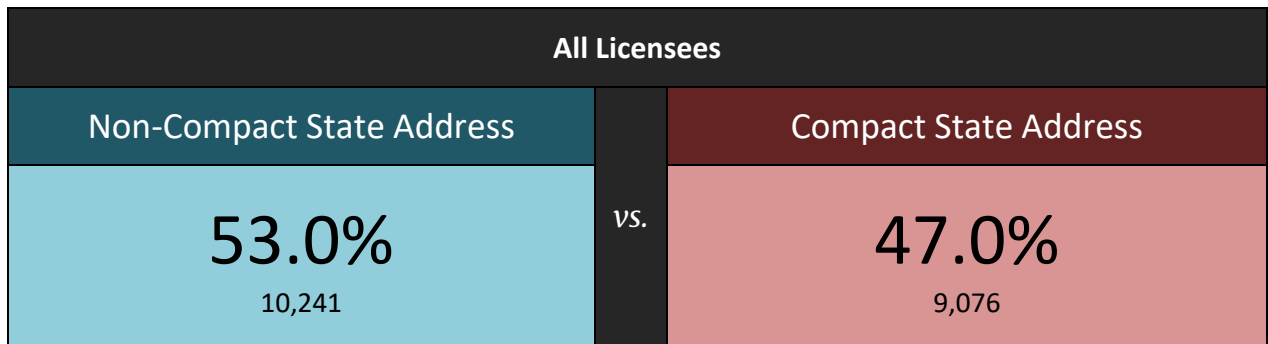 All Licensees
Non-Compact State Address
Compact State Address
53.0%
vs.
47.0%
10,241
9,076